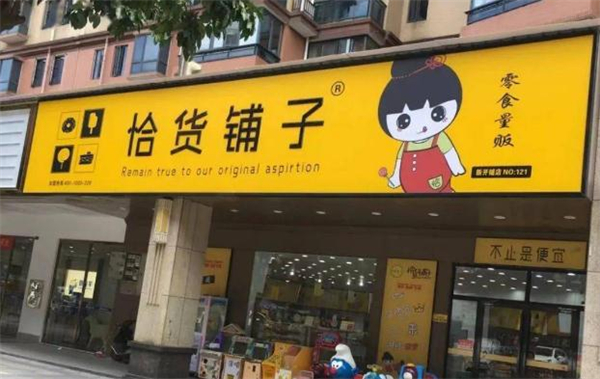 恰货铺子®
Remain true to our original aspirtion
零食量贩
新开铺店 NO:121
不止是便宜